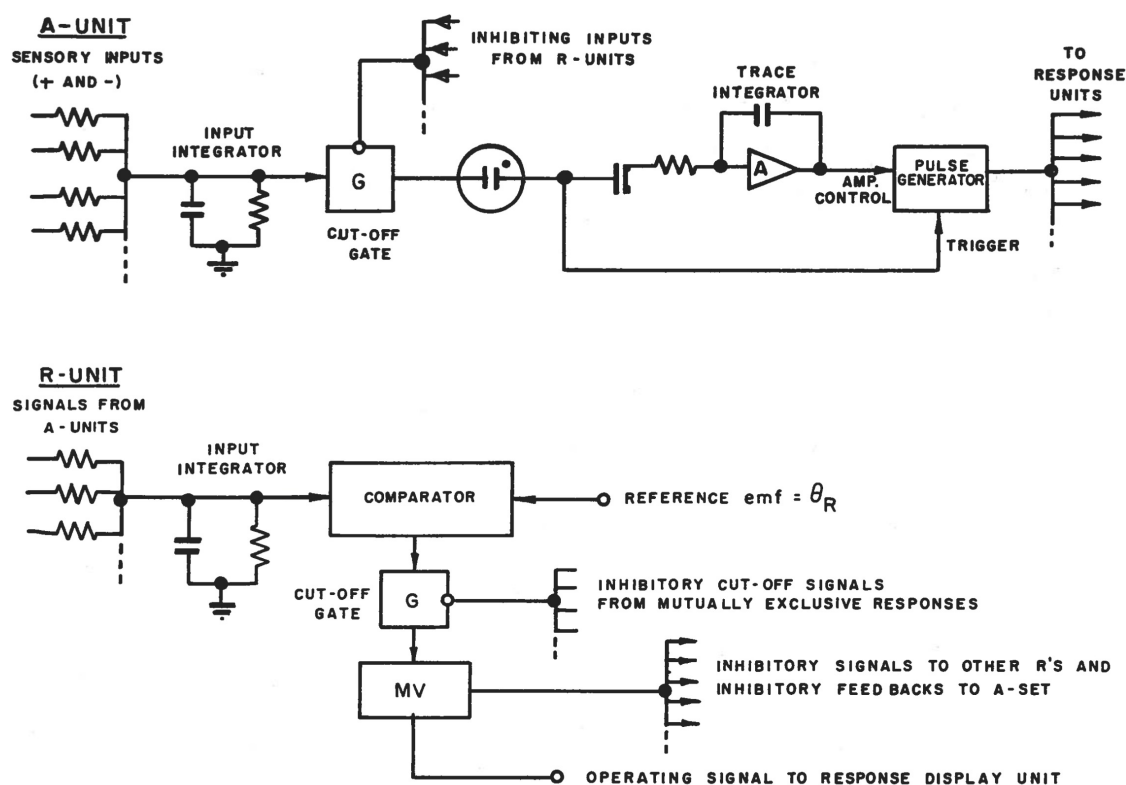 A-UNIT
SENSORY INPUTS
(+ AND -)
INPUT
INTEGRATOR
G
CUT-OFF
GATE
INHIBITING INPUTS
FROM R-UNITS
TRACE
INTEGRATOR
A
AMP.
CONTROL
PULSE
GENERATOR
TRIGGER
TO
RESPONSE
UNITS
R-UNIT
SIGNALS FROM
A-UNITS
INPUT
INTEGRATOR
COMPARATOR
REFERENCE emf = θR
CUT-OFF
GATE
G
INHIBITORY CUT-OFF SIGNALS
FROM MUTUALLY EXCLUSIVE RESPONSES
MV
INHIBITORY SIGNALS TO OTHER R'S AND
INHIBITORY FEEDBACKS TO A-SET
OPERATING SIGNAL TO RESPONSE DISPLAY UNIT